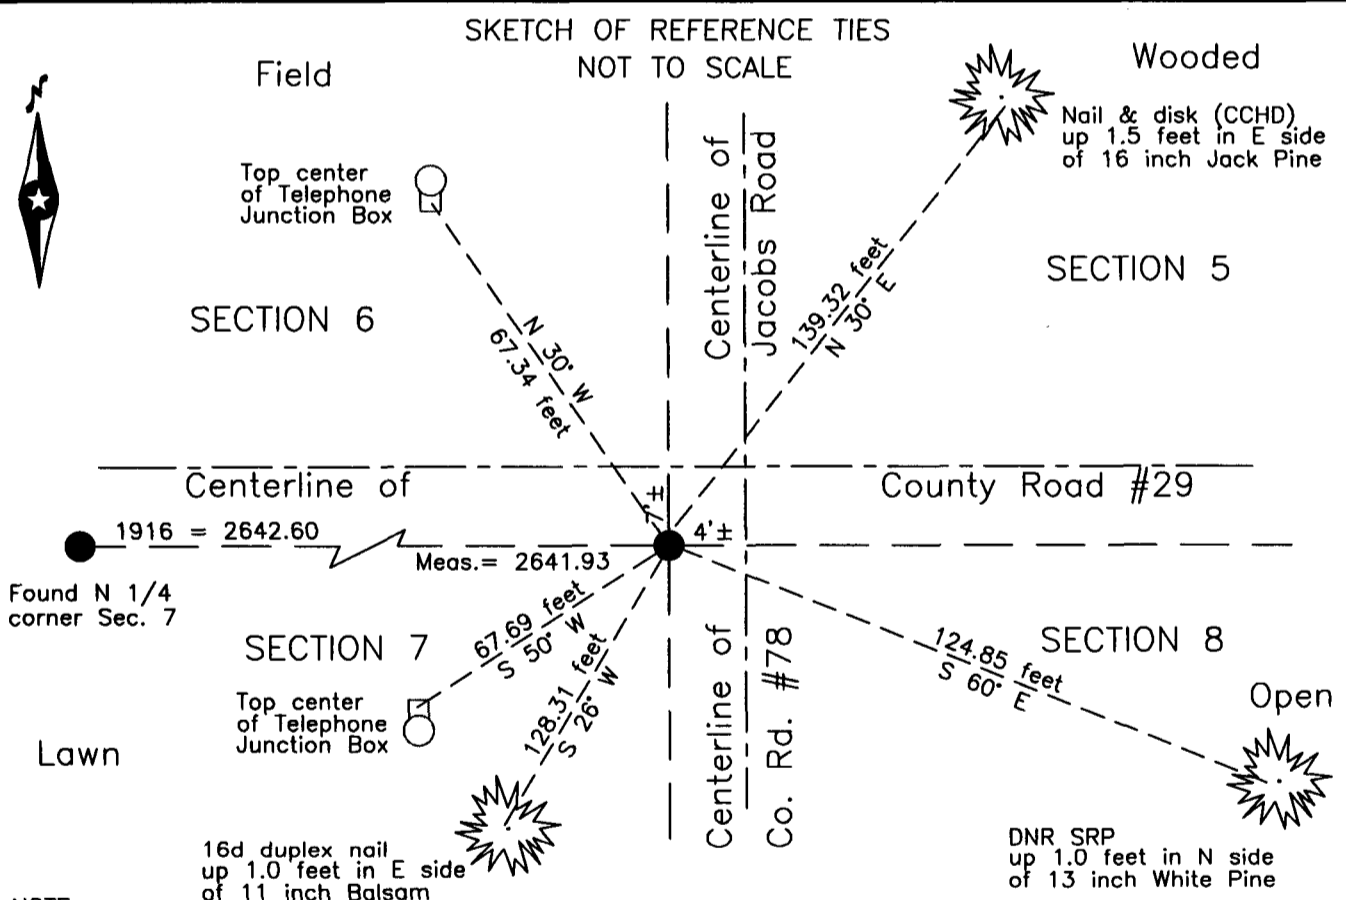 SKETCH OF REFERENCE TIES
NOT TO SCALE
Field
Wooded
N
Nail & disk (CCHD)
up 1.5 feet in E side
of 16 inch Jack Pine
Top center
of Telephone
Junction Box
Centerline of
Jacobs Road
SECTION 6
SECTION 5
N 30° W
67.34 feet
139.32 feet
N 30° E
Centerline of
County Road #29
7'±
4'±
1916 = 2642.60
Meas.= 2641.93
Found N 1/4
corner Sec. 7
SECTION 7
SECTION 8
67.69 feet
S 50° W
128.31 feet
S 26° W
124.85 feet
S 60° E
Centerline of
Co. Rd. #78
Top center
of Telephone
Junction Box
Lawn
Open
16d duplex nail
up 1.0 feet in E side
of 11 inch Balsam
DNR SRP
up 1.0 feet in N side
of 13 inch White Pine